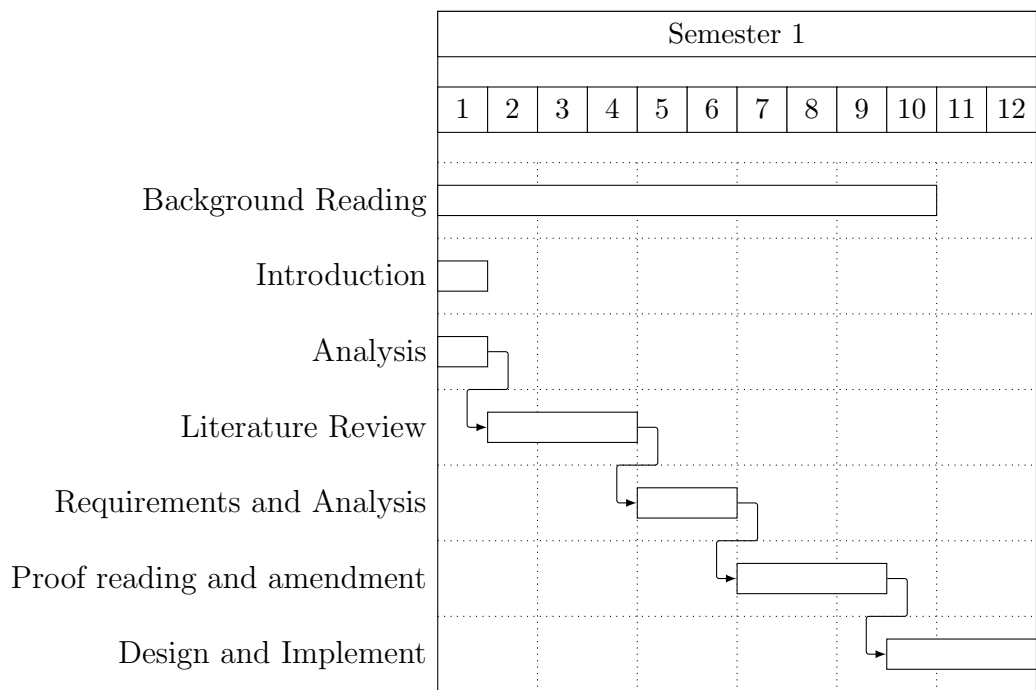 Semester 1
1 2 3 4 5 6 7 8 9 10 11 12
Background Reading
Introduction
Analysis
Literature Review
Requirements and Analysis
Proof reading and amendment
Design and Implement